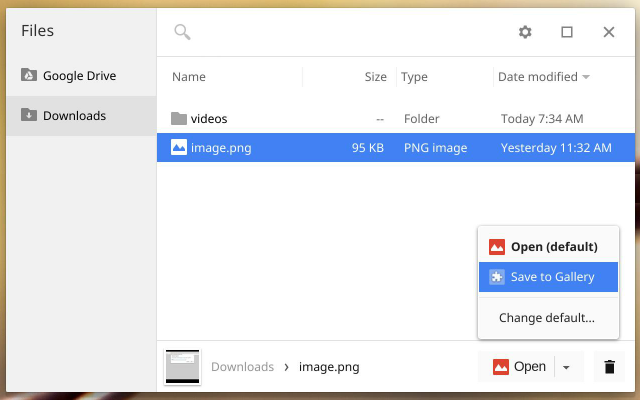 Files
Google Drive
Downloads
Name Size Type Date modified
videos -- Folder Today 7:34 AM
image.png 95 KB PNG image Yesterday 11:32 AM
Open (default)
Save to Gallery
Change default...
Downloads › image.png
Open